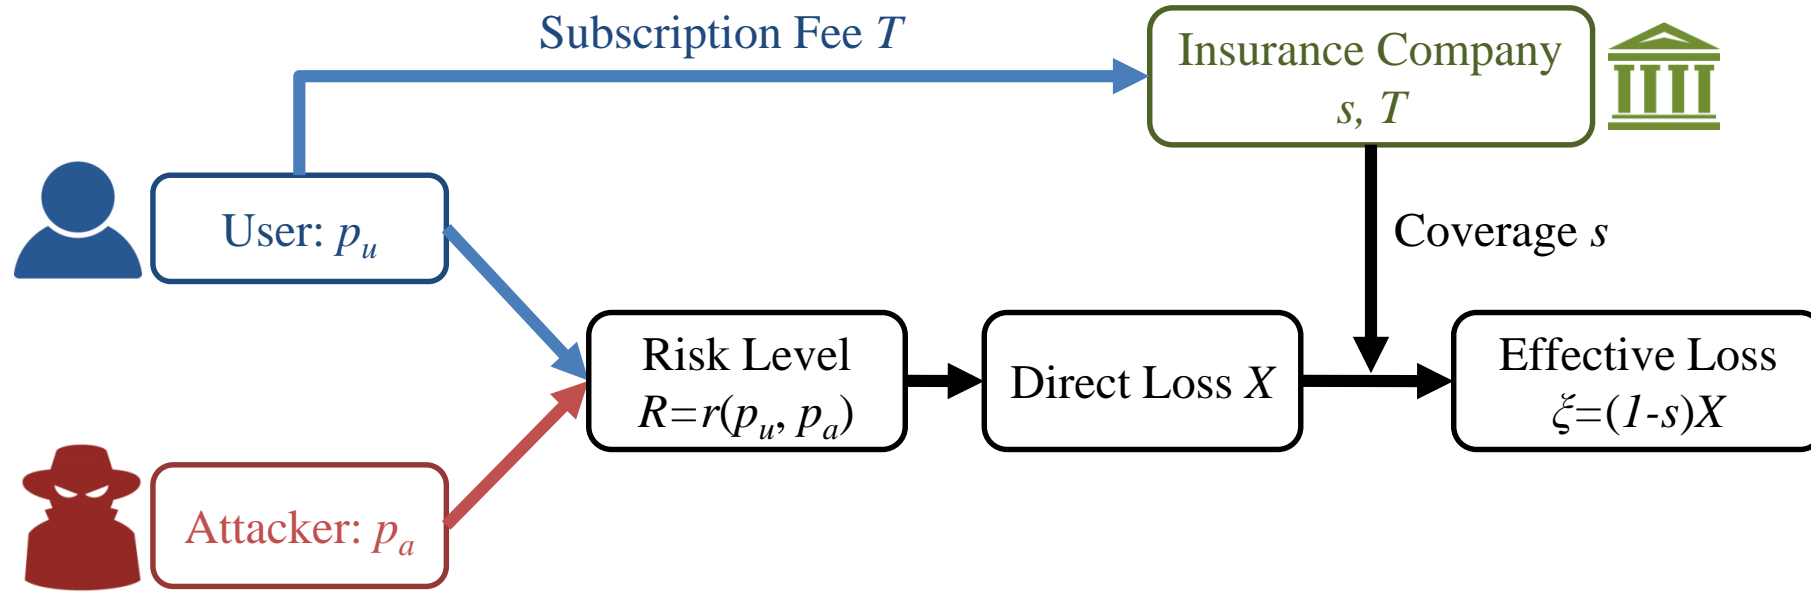 Subscription Fee T
Insurance Company
s, T
User: pᵤ
Coverage s
Risk Level
R=r(pᵤ, pₐ)
Direct Loss X
Effective Loss
ξ=(1-s)X
Attacker: pₐ